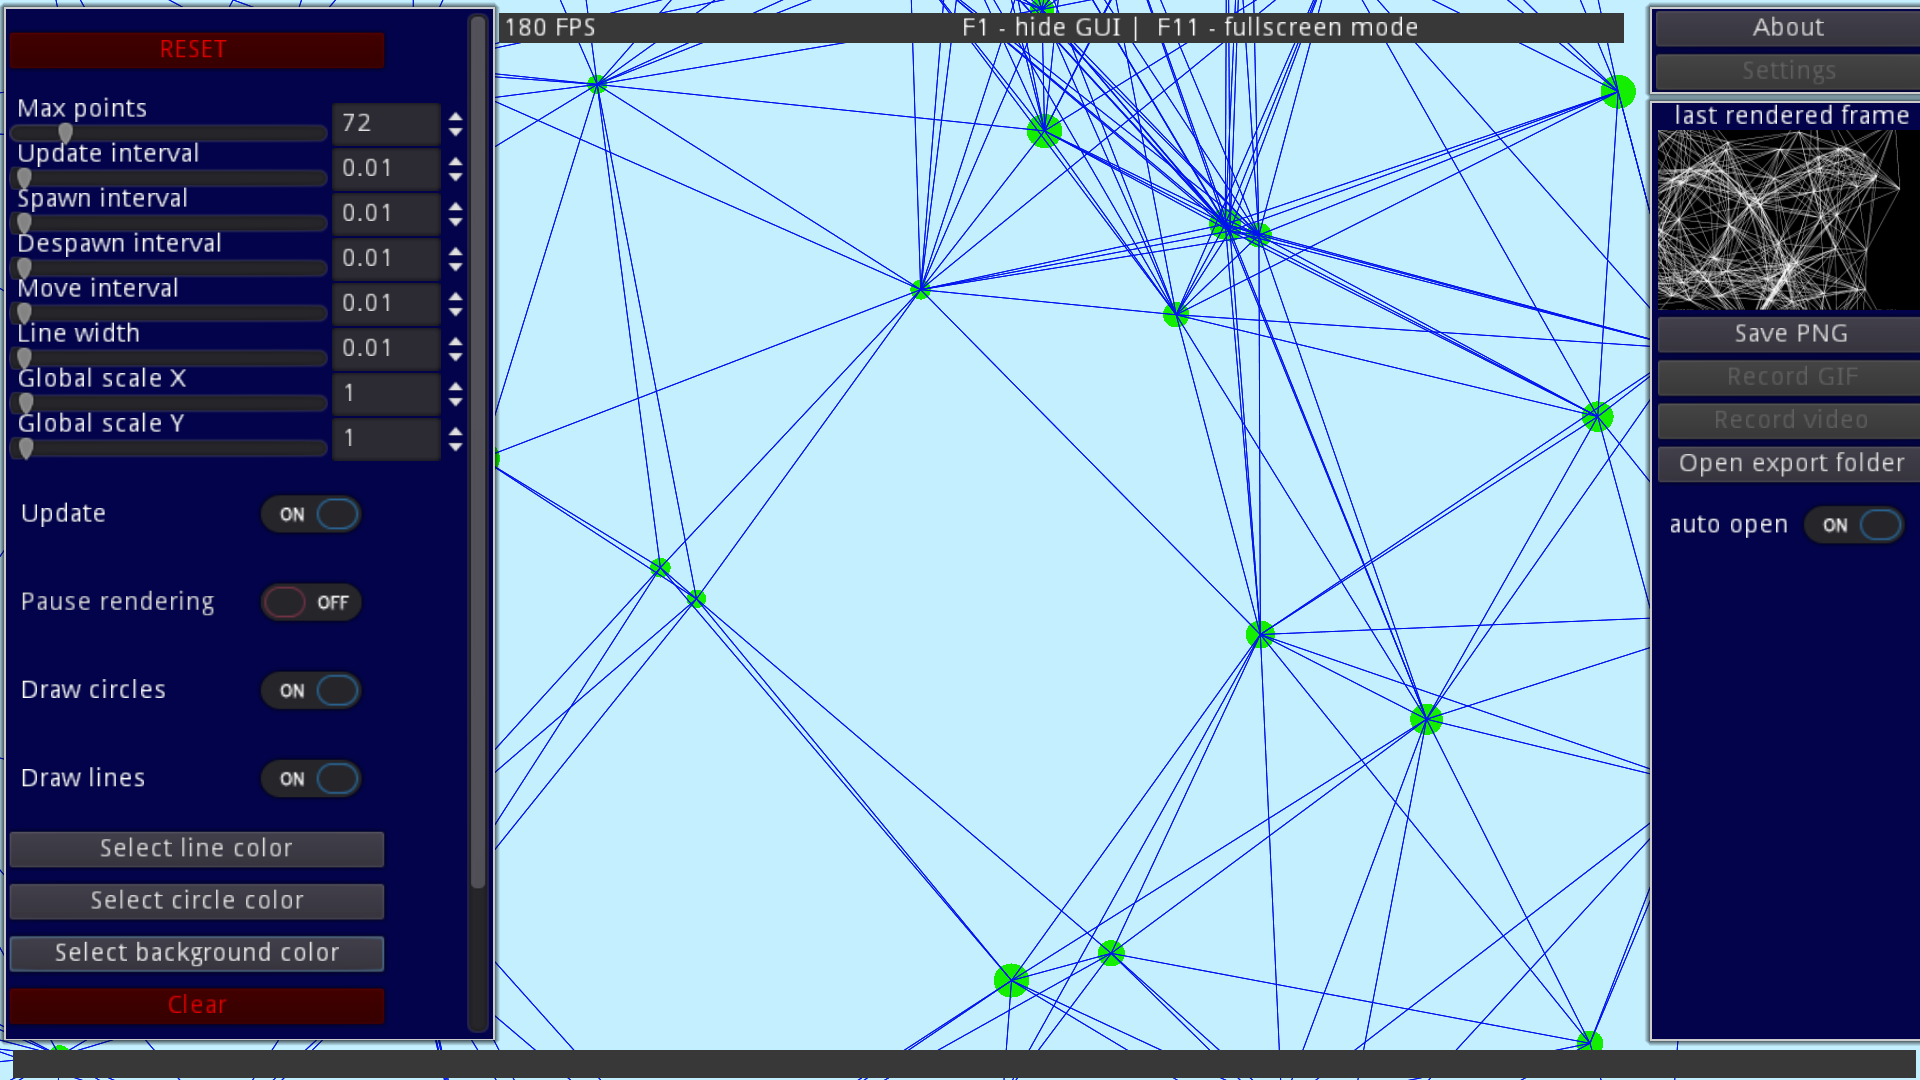 180 FPS
F1 - hide GUI | F11 - fullscreen mode
RESET
Max points
72
Update interval
0.01
Spawn interval
0.01
Despawn interval
0.01
Move interval
0.01
Line width
0.01
Global scale X
1
Global scale Y
1
Update
ON
Pause rendering
OFF
Draw circles
ON
Draw lines
ON
Select line color
Select circle color
Select background color
Clear
About
Settings
last rendered frame
Save PNG
Record GIF
Record video
Open export folder
auto open
ON